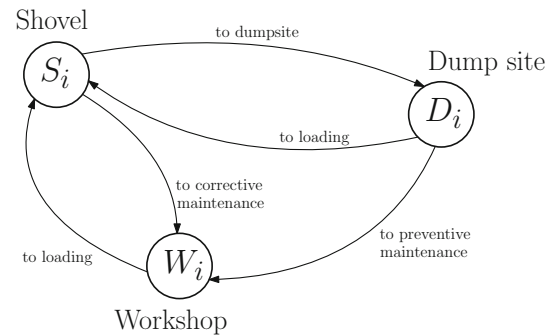 Shovel
to dumpsite
Dump site
S_i
D_i
to loading
to corrective
maintenance
to preventive
maintenance
to loading
W_i
Workshop